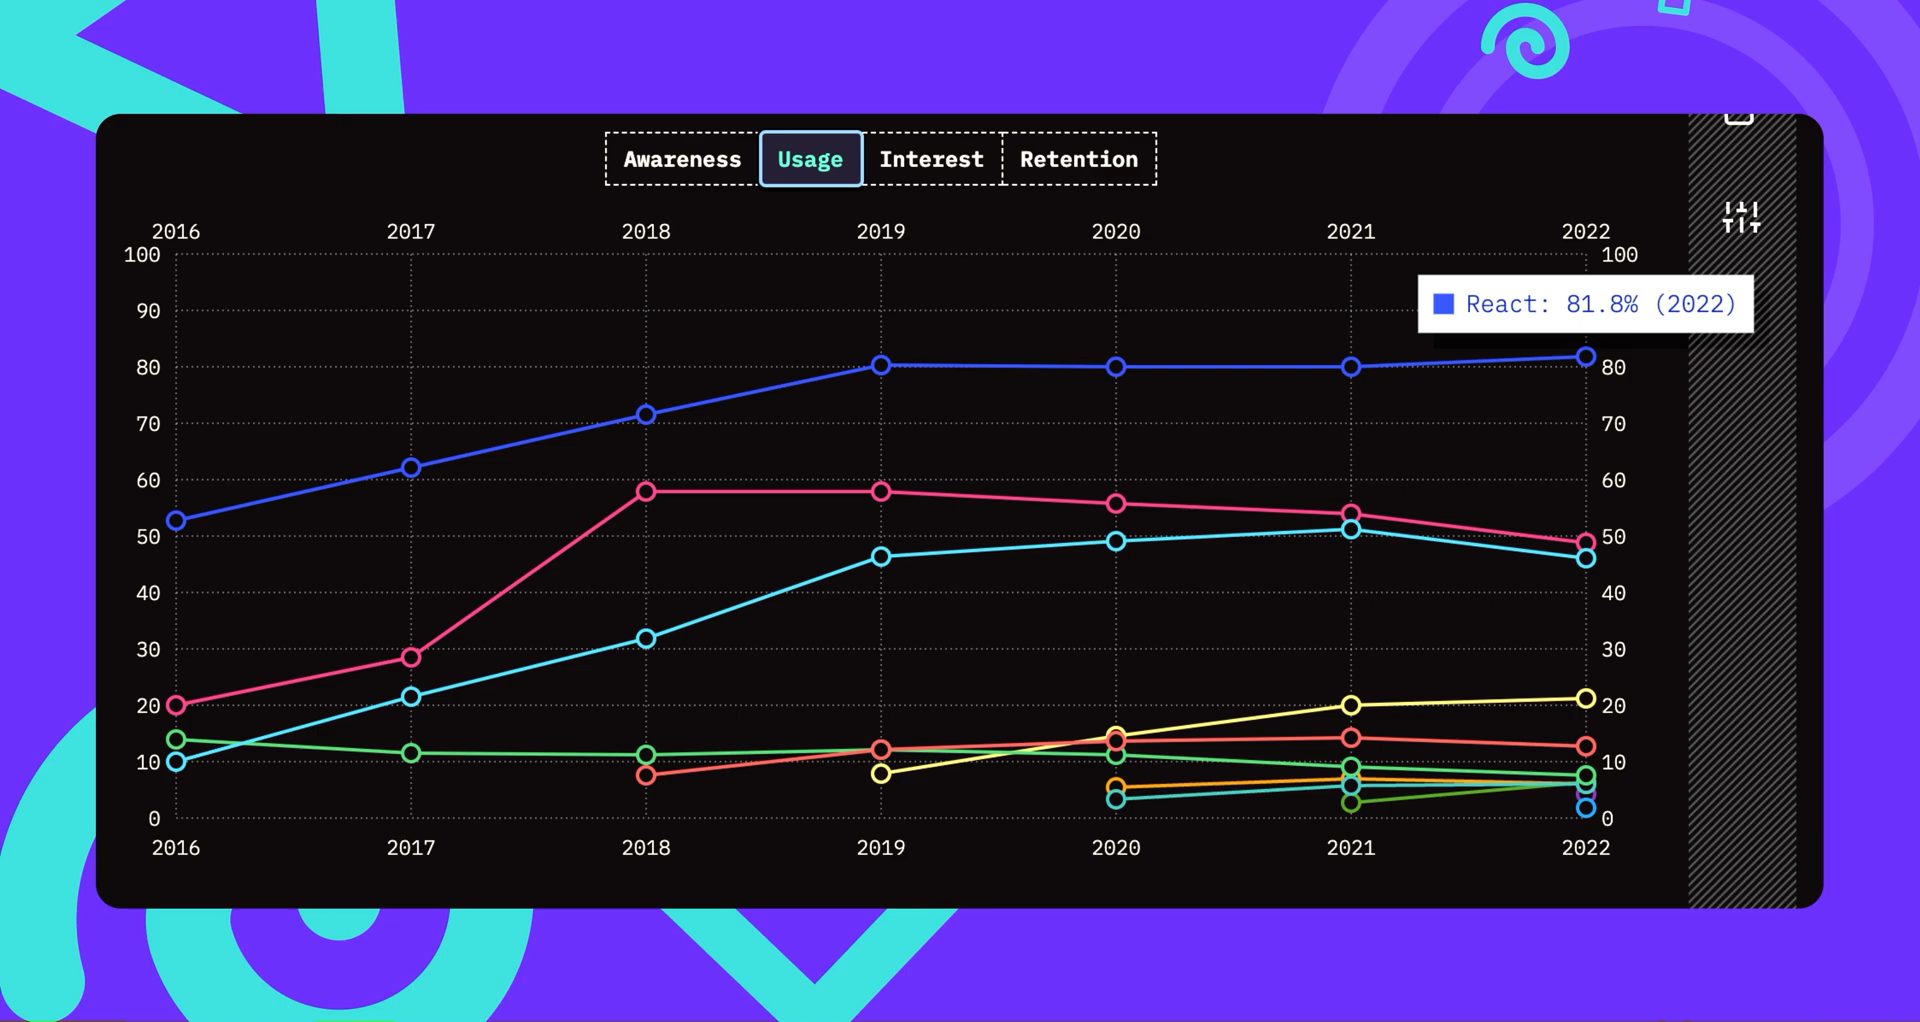 Awareness Usage Interest Retention
2016 2017 2018 2019 2020 2021 2022
100 100
React: 81.8% (2022)
90
80 80
70 70
60 60
50 50
40 40
30 30
20 20
10 10
0 0
2016 2017 2018 2019 2020 2021 2022